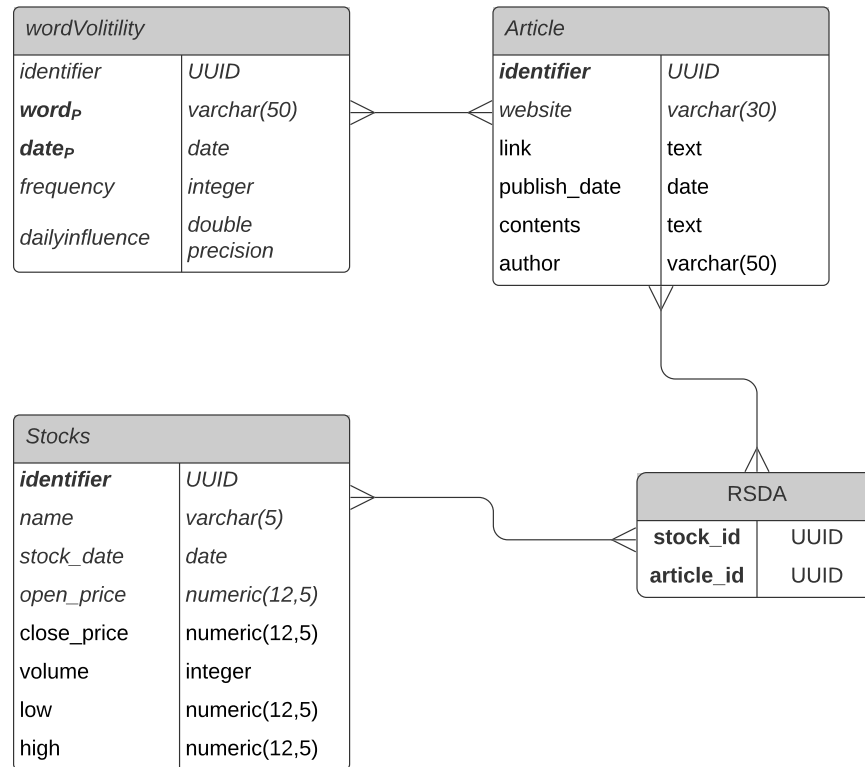 wordVolitility
identifier UUID
wordP varchar(50)
dateP date
frequency integer
dailyinfluence double
precision
Article
identifier UUID
website varchar(30)
link text
publish_date date
contents text
author varchar(50)
Stocks
identifier UUID
name varchar(5)
stock_date date
open_price numeric(12,5)
close_price numeric(12,5)
volume integer
low numeric(12,5)
high numeric(12,5)
RSDA
stock_id UUID
article_id UUID